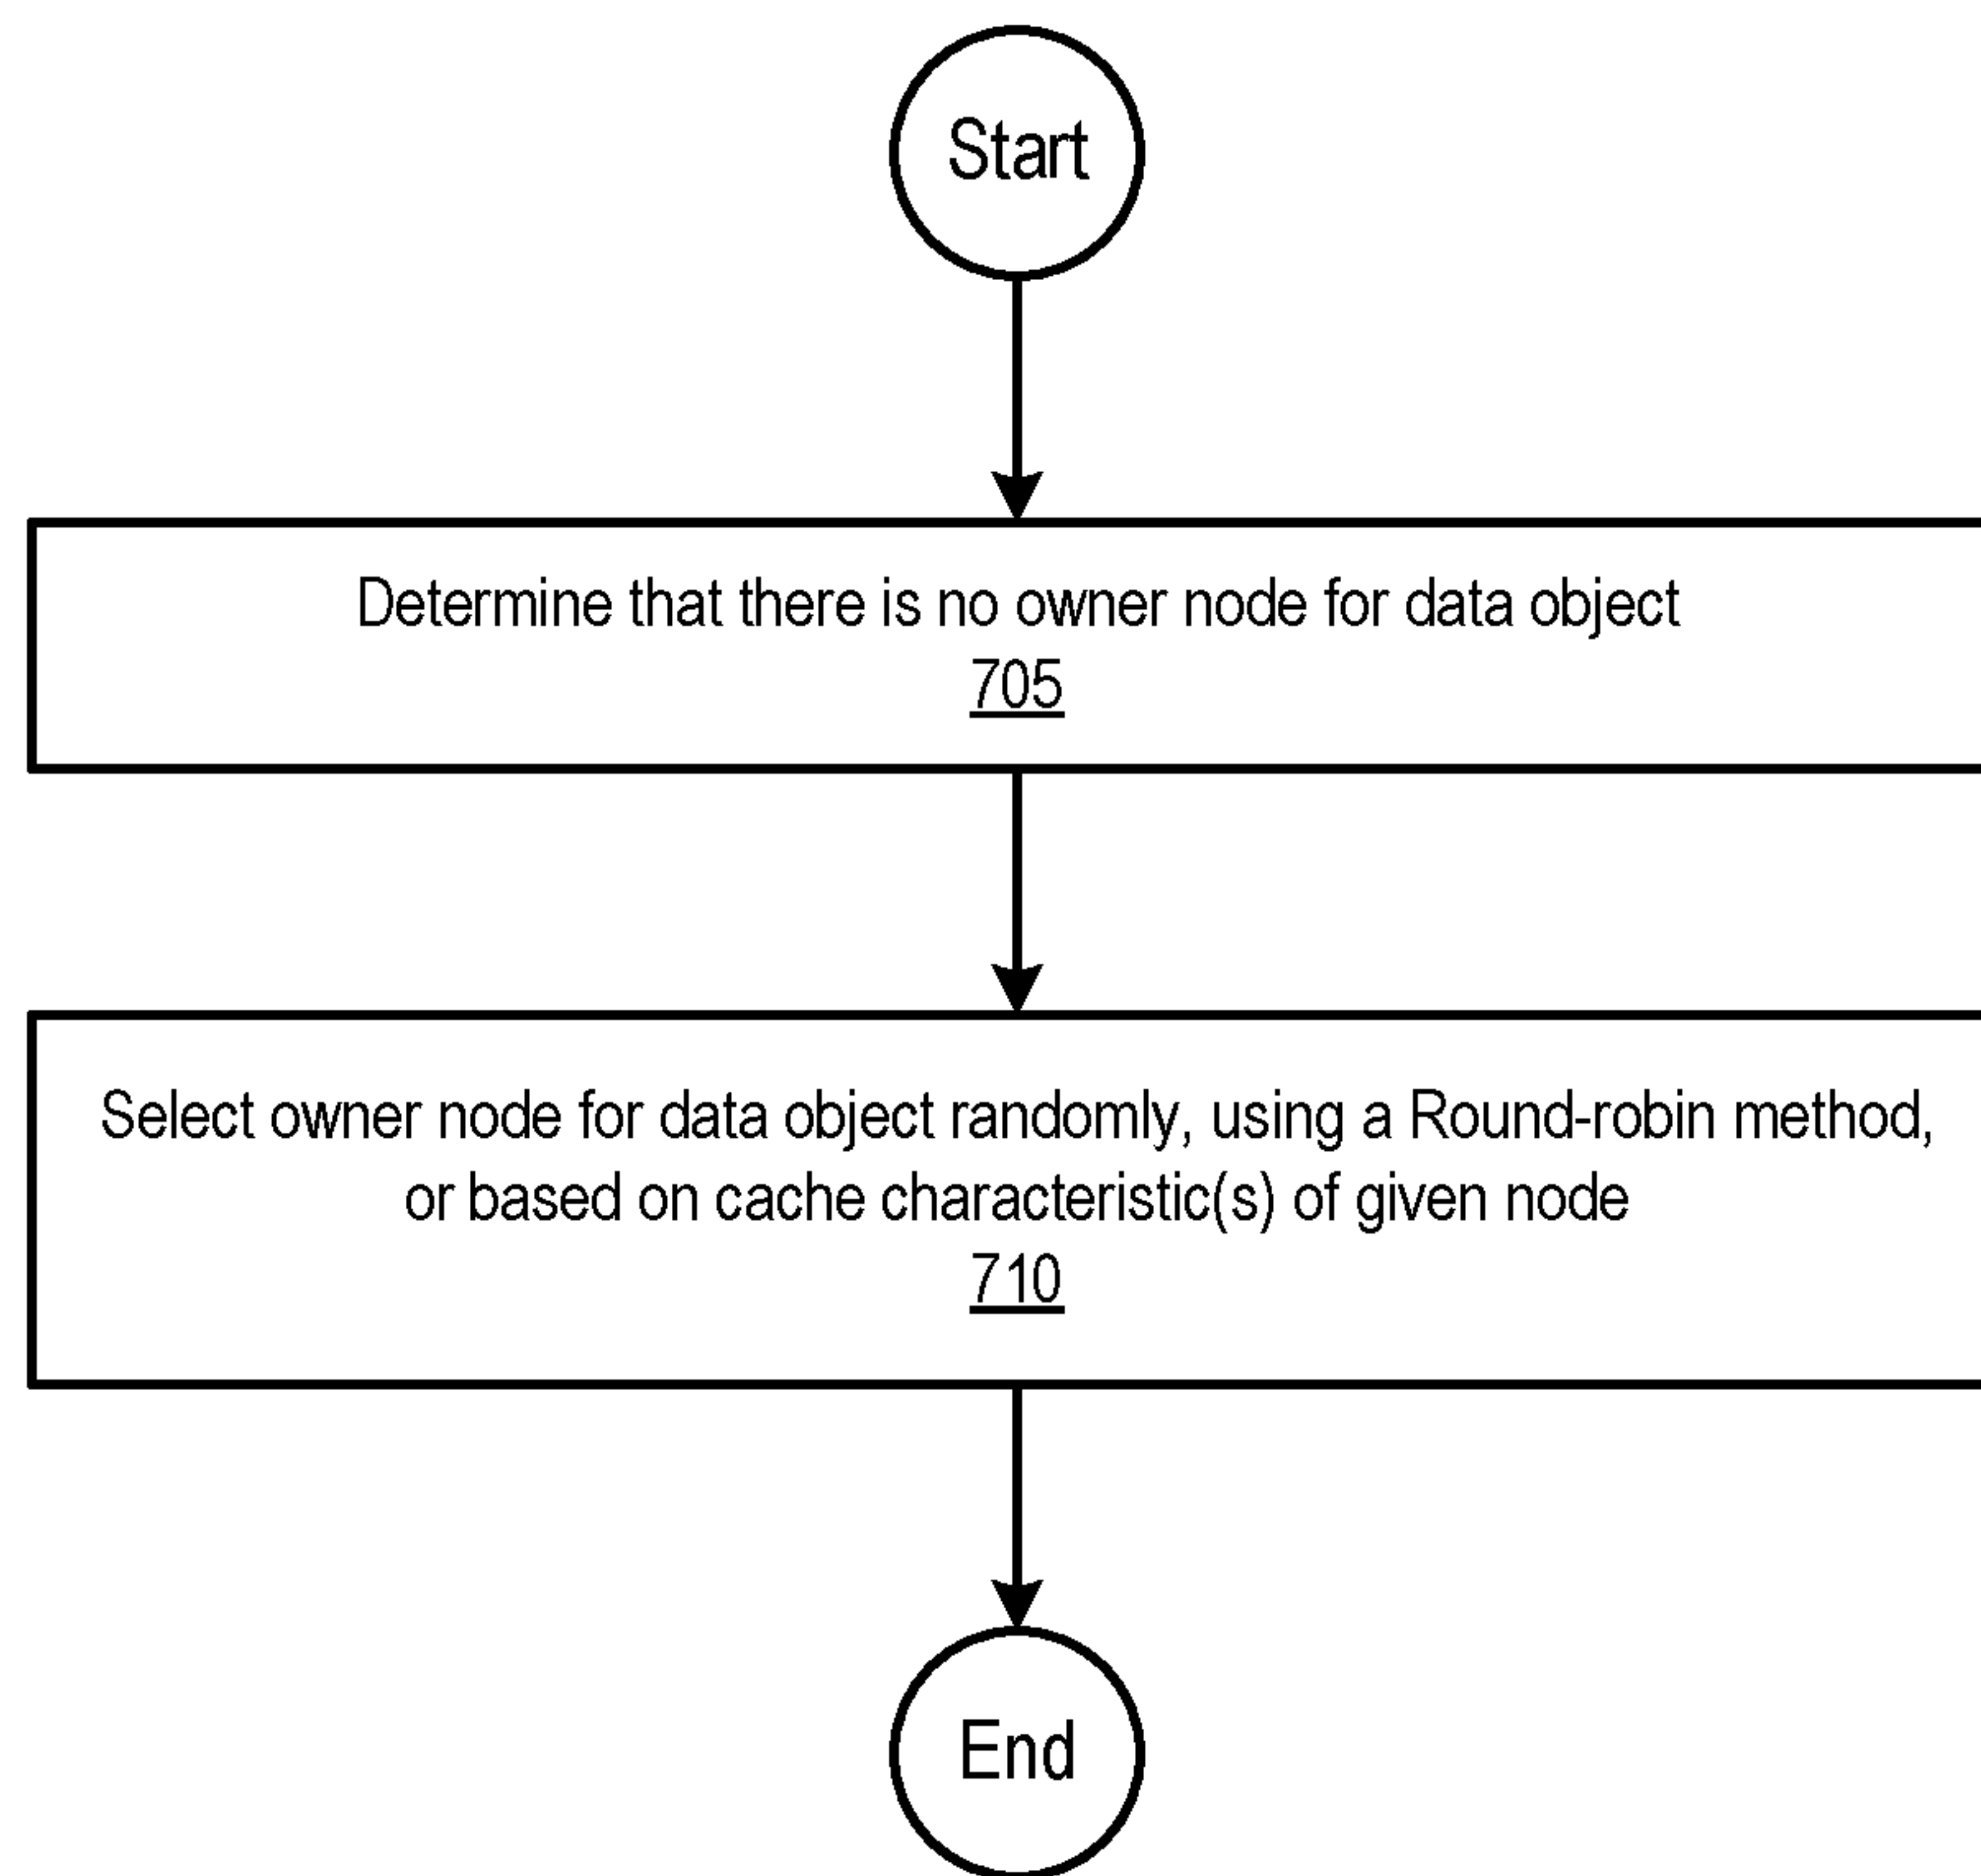 Start
Determine that there is no owner node for data object
705
Select owner node for data object randomly, using a Round-robin method,
or based on cache characteristic(s) of given node
710
End